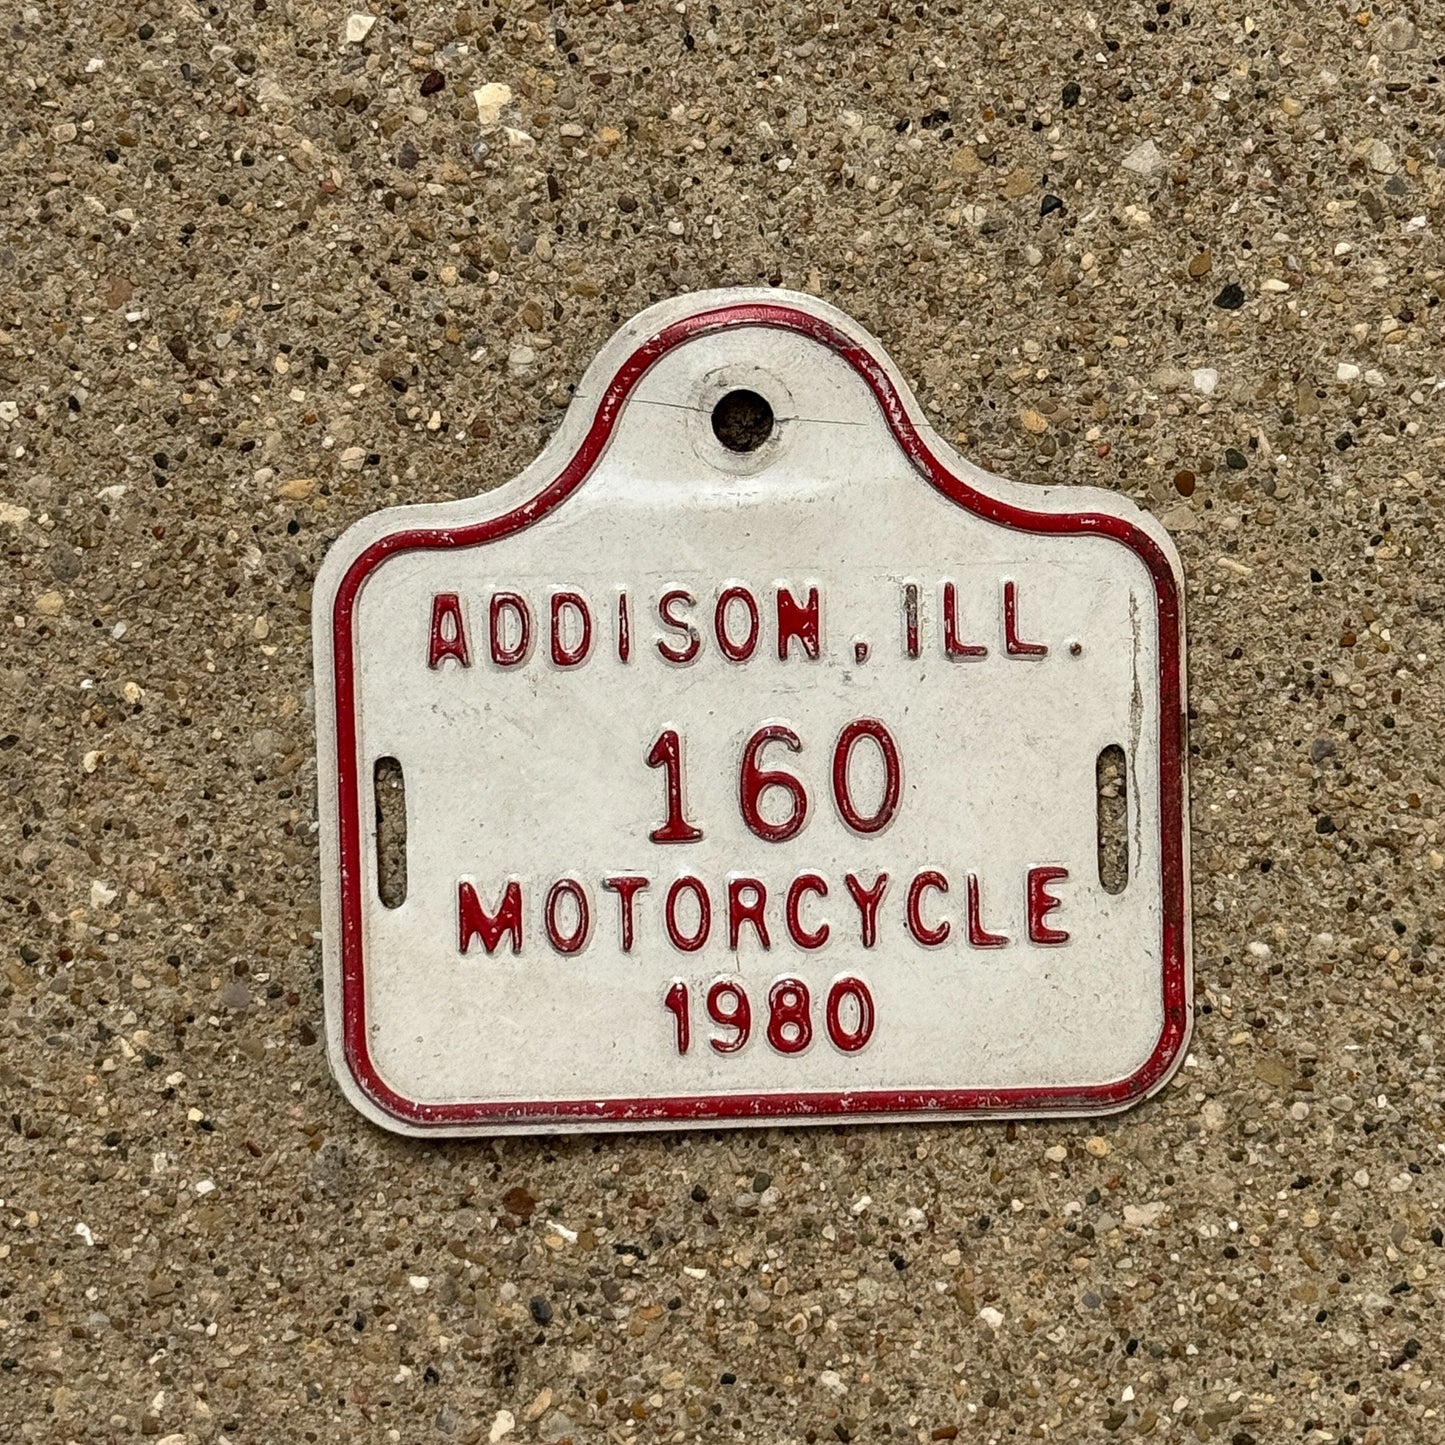 ADDISON, ILL.
160
MOTORCYCLE
1980